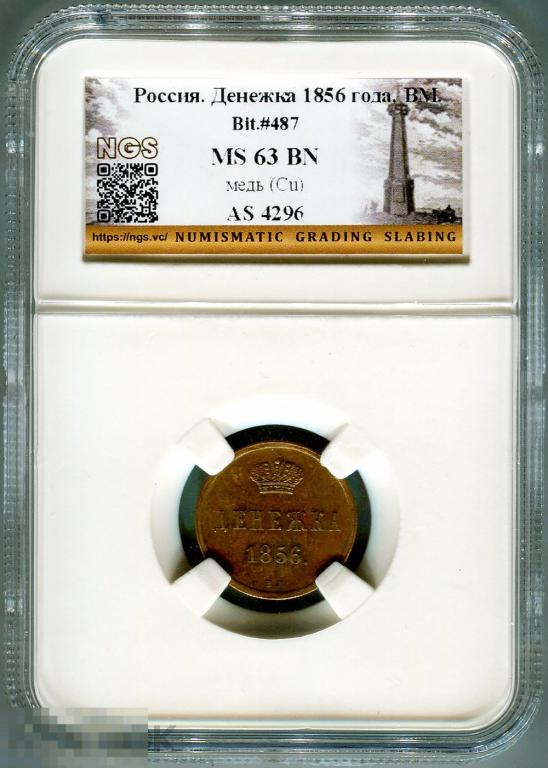 Россия. Денежка 1856 года. ВМ.
Bit.#487
NGS
MS 63 BN
медь (Cu)
AS 4296
https://ngs.vc/ NUMISMATIC GRADING SLABING
ДЕНЕЖКА
1856.